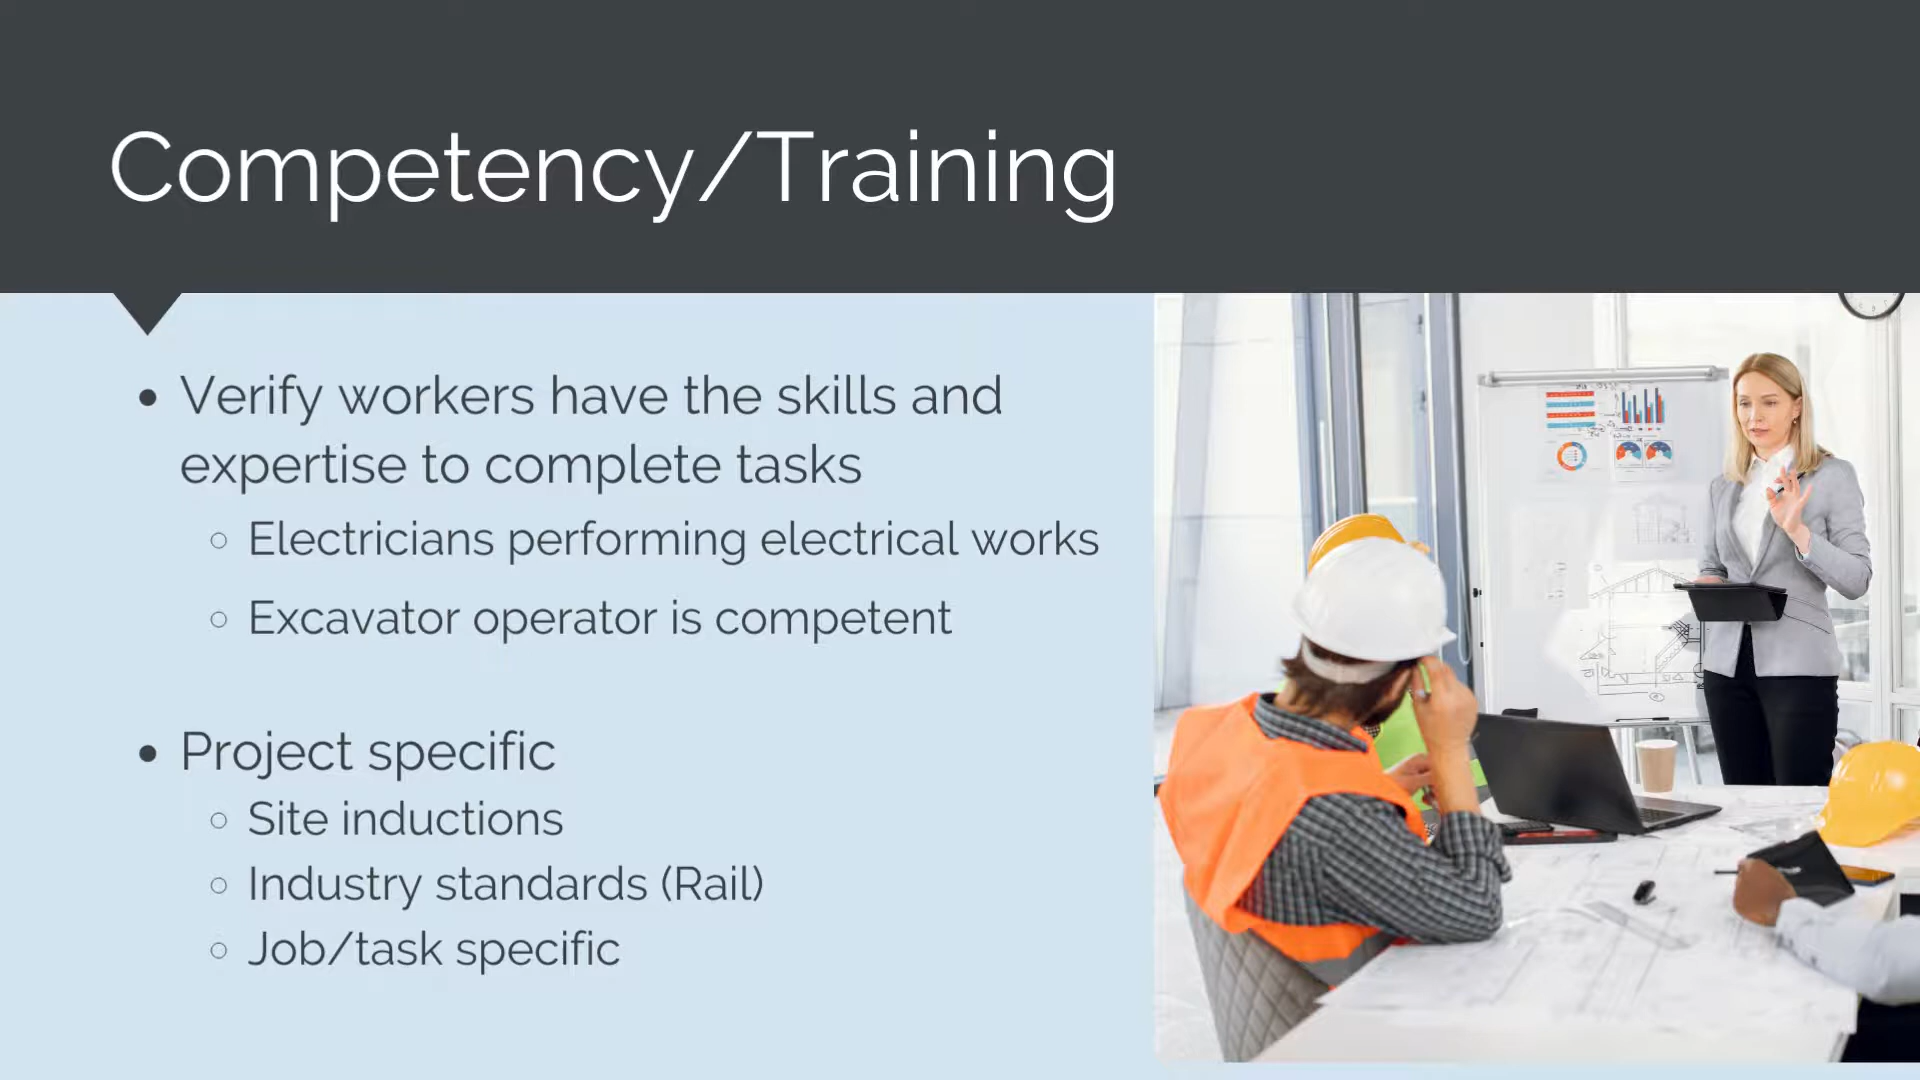 Competency/Training
• Verify workers have the skills and
expertise to complete tasks
○ Electricians performing electrical works
○ Excavator operator is competent
• Project specific
○ Site inductions
○ Industry standards (Rail)
○ Job/task specific